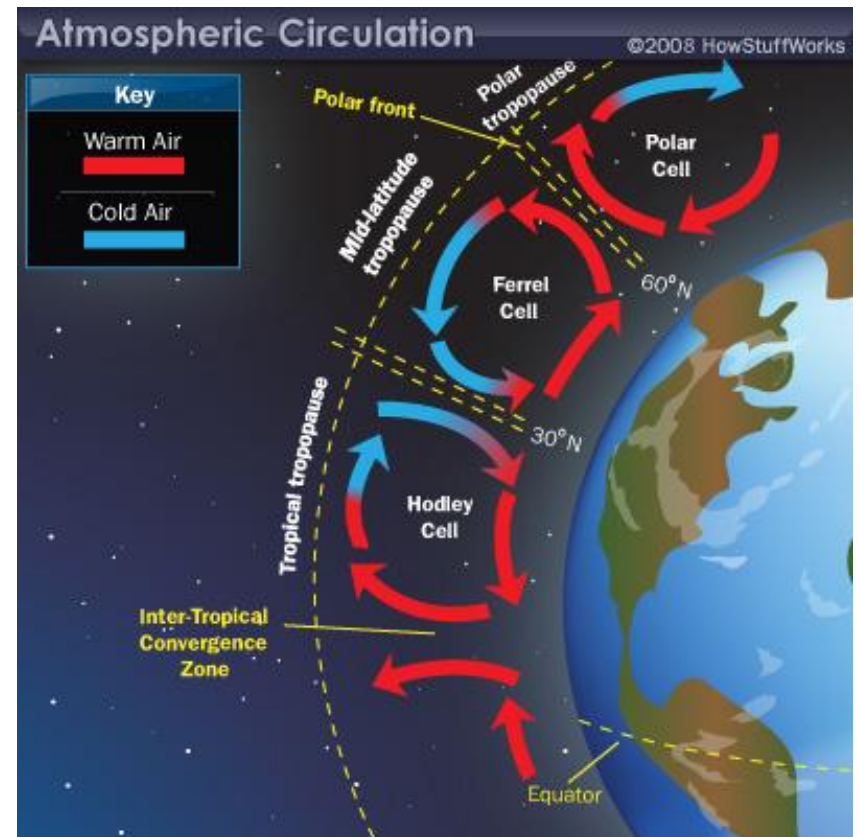 Atmospheric Circulation
©2008 HowStuffWorks
Key
Warm Air
Cold Air
Polar front
Polar
tropopause
Polar
Cell
Mid-latitude
tropopause
Ferrel
Cell
60°N
30°N
Tropical tropopause
Hodley
Cell
Inter-Tropical
Convergence
Zone
Equator